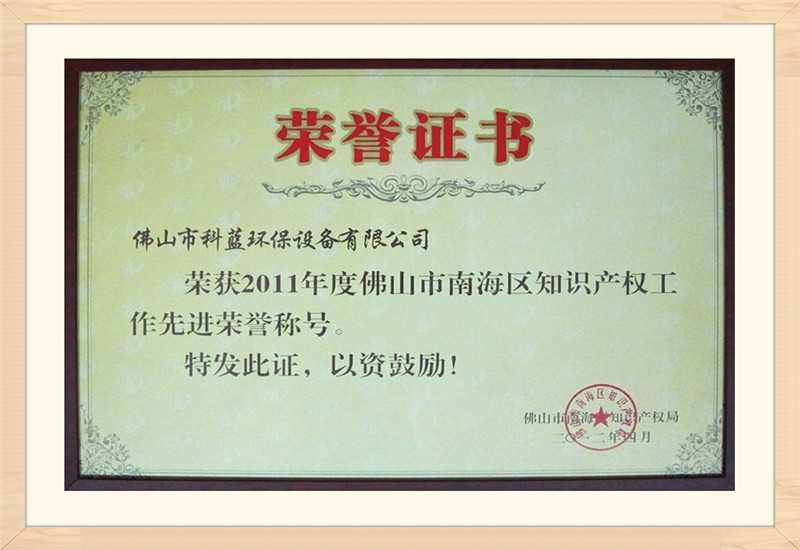 荣誉证书
佛山市科蓝环保设备有限公司
荣获2011年度佛山市南海区知识产权工
作先进荣誉称号。
特发此证，以资鼓励！
佛山市南海区知识产权局
二〇一二年四月